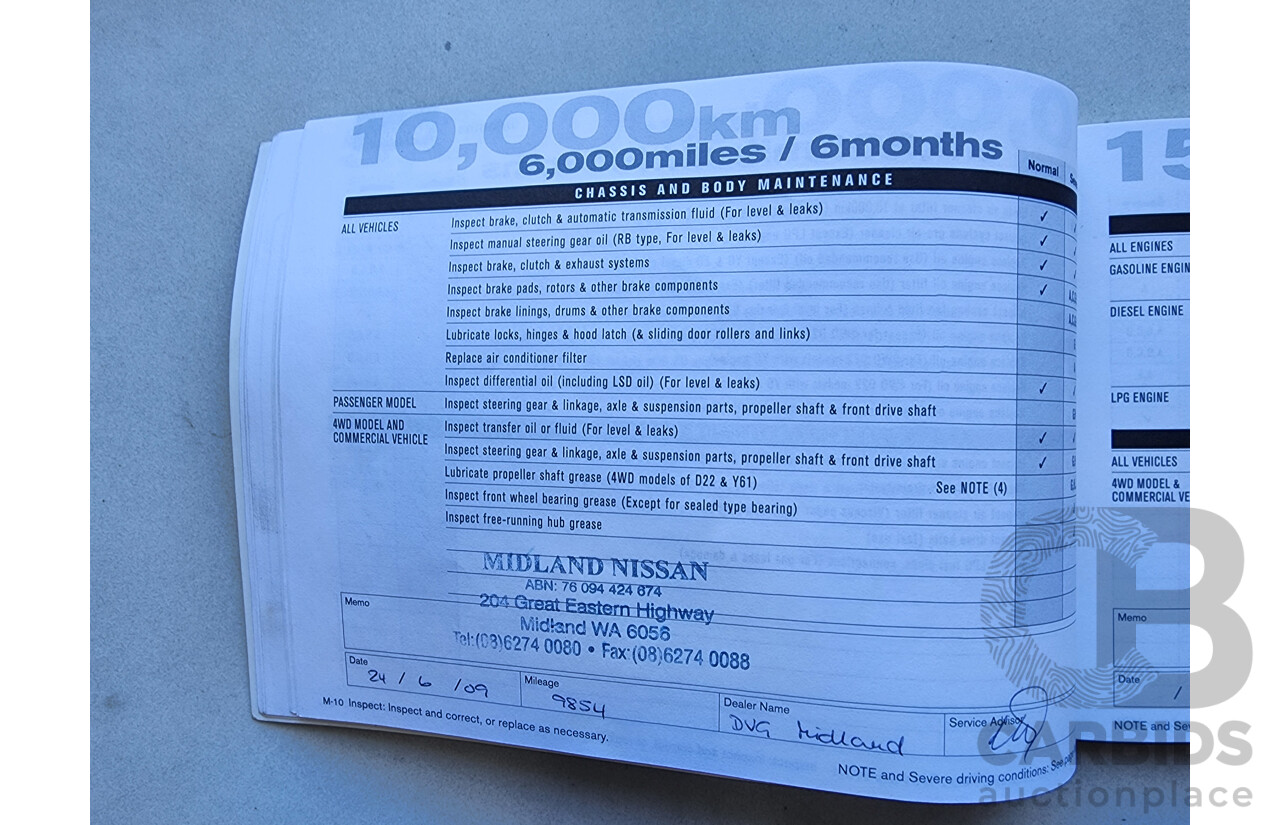 10,000km
6,000miles / 6months
Normal
CHASSIS AND BODY MAINTENANCE
ALL VEHICLES
Inspect brake, clutch & automatic transmission fluid (For level & leaks) ✓
Inspect manual steering gear oil (RB type, For level & leaks) ✓
Inspect brake, clutch & exhaust systems ✓
Inspect brake pads, rotors & other brake components ✓
Inspect brake linings, drums & other brake components
Lubricate locks, hinges & hood latch (& sliding door rollers and links)
Replace air conditioner filter
Inspect differential oil (including LSD oil) (For level & leaks) ✓
PASSENGER MODEL
Inspect steering gear & linkage, axle & suspension parts, propeller shaft & front drive shaft
4WD MODEL AND
COMMERCIAL VEHICLE
Inspect transfer oil or fluid (For level & leaks) ✓
Inspect steering gear & linkage, axle & suspension parts, propeller shaft & front drive shaft ✓
Lubricate propeller shaft grease (4WD models of D22 & Y61) See NOTE (4)
Inspect front wheel bearing grease (Except for sealed type bearing)
Inspect free-running hub grease
MIDLAND NISSAN
ABN: 76 094 424 674
204 Great Eastern Highway
Midland WA 6056
Tel:(08)6274 0080 • Fax:(08)6274 0088
Memo
Date
24 / 6 / 09
Mileage
9854
Dealer Name
DVG Midland
Service Advisor
M-10 Inspect: Inspect and correct, or replace as necessary.
NOTE and Severe driving conditions: See
15
ALL ENGINES
GASOLINE ENGIN
DIESEL ENGINE
LPG ENGINE
ALL VEHICLES
4WD MODEL &
COMMERCIAL VE
Memo
Date
/
NOTE and Se
CARBIDS
auctionplace